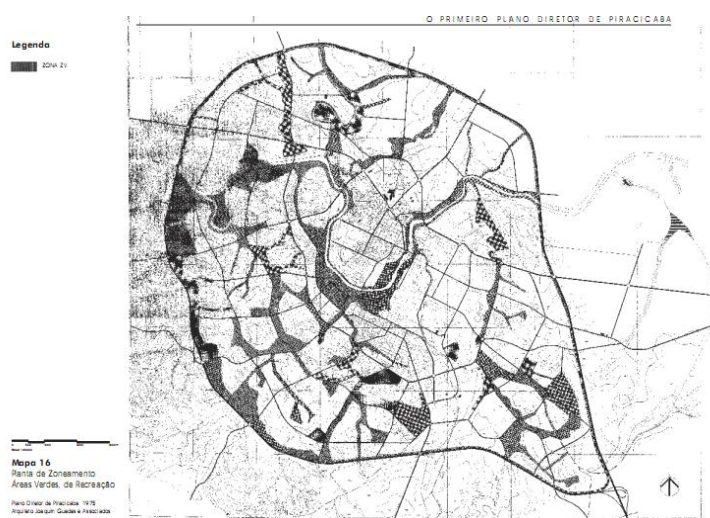 O PRIMEIRO PLANO DIRETOR DE PIRACICABA
Legenda
ZONA ZV
Mapa 16
Planta de Zoneamento
Áreas Verdes, de Recreação
Plano Diretor de Piracicaba 1975
Arquiteto Joaquim Guedes e Associados